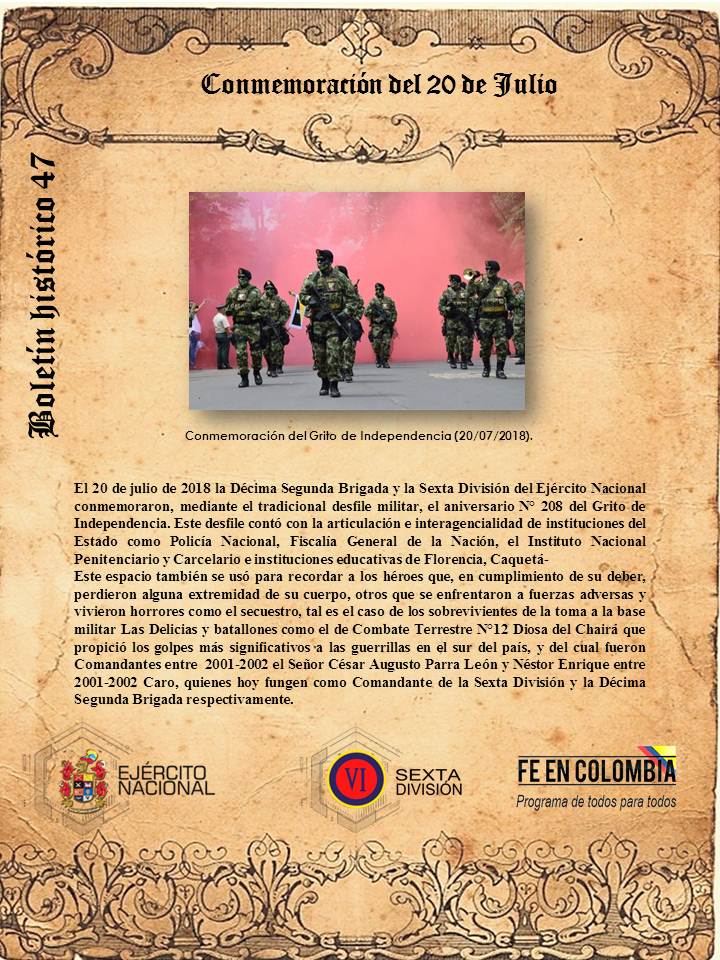 Conmemoración del 20 de Julio
Boletín histórico 47
Conmemoración del Grito de Independencia (20/07/2018).
El 20 de julio de 2018 la Décima Segunda Brigada y la Sexta División del Ejército Nacional
conmemoraron, mediante el tradicional desfile militar, el aniversario N° 208 del Grito de
Independencia. Este desfile contó con la articulación e interagencialidad de instituciones del
Estado como Policía Nacional, Fiscalía General de la Nación, el Instituto Nacional
Penitenciario y Carcelario e instituciones educativas de Florencia, Caquetá-
Este espacio también se usó para recordar a los héroes que, en cumplimiento de su deber,
perdieron alguna extremidad de su cuerpo, otros que se enfrentaron a fuerzas adversas y
vivieron horrores como el secuestro, tal es el caso de los sobrevivientes de la toma a la base
militar Las Delicias y batallones como el de Combate Terrestre N°12 Diosa del Chairá que
propició los golpes más significativos a las guerrillas en el sur del país, y del cual fueron
Comandantes entre 2001-2002 el Señor César Augusto Parra León y Néstor Enrique entre
2001-2002 Caro, quienes hoy fungen como Comandante de la Sexta División y la Décima
Segunda Brigada respectivamente.
EJÉRCITO
NACIONAL
VI
SEXTA
DIVISIÓN
FE EN COLOMBIA
Programa de todos para todos